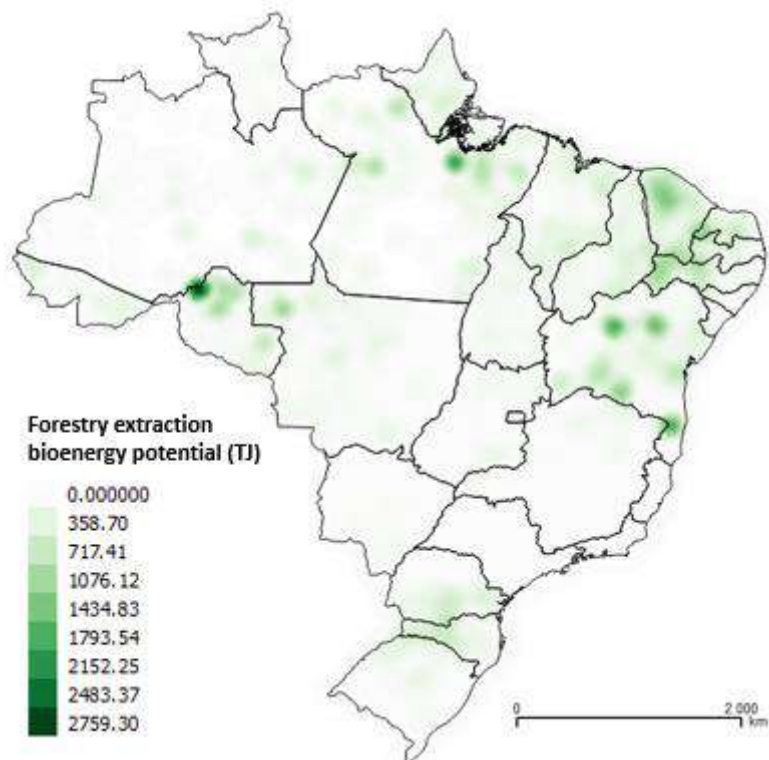 Forestry extraction
bioenergy potential (TJ)
0.000000
358.70
717.41
1076.12
1434.83
1793.54
2152.25
2483.37
2759.30
0 2 000
km